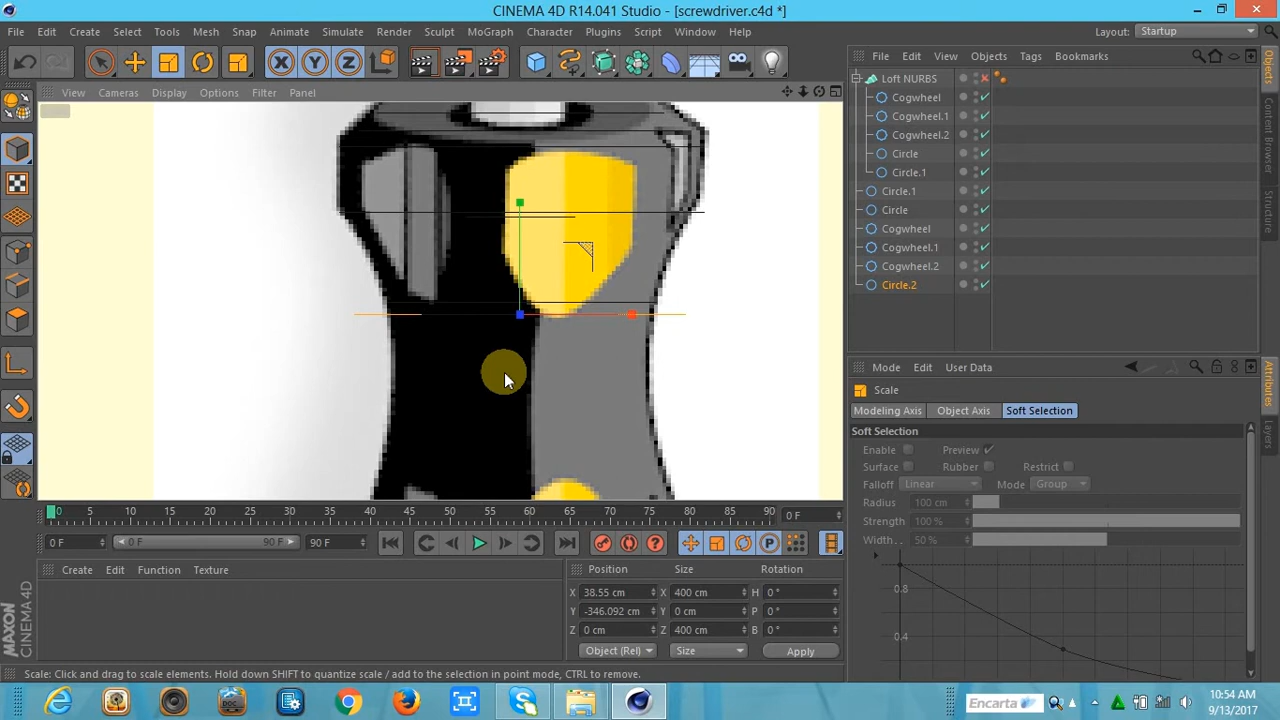 CINEMA 4D R14.041 Studio - [screwdriver.c4d *]
File Edit Create Select Tools Mesh Snap Animate Simulate Render Sculpt MoGraph Character Plugins Script Window Help Layout: Startup
File Edit View Objects Tags Bookmarks
View Cameras Display Options Filter Panel
Loft NURBS
Cogwheel
Cogwheel.1
Cogwheel.2
Circle
Circle.1
Circle.1
Circle
Cogwheel
Cogwheel.1
Cogwheel.2
Circle.2
Objects
Content Browser
Structure
Mode Edit User Data
Scale
Modeling Axis Object Axis Soft Selection
Soft Selection
Enable Preview
Surface Rubber Restrict
Falloff Linear Mode Group
Radius 100 cm
Strength 100 %
Width.. 50 %
0.8
0.4
Attributes
Layers
0 5 10 15 20 25 30 35 40 45 50 55 60 65 70 75 80 85 90 0 F
0 F 0 F 90 F 90 F
Create Edit Function Texture
Position Size Rotation
X 38.55 cm X 400 cm H 0 °
Y -346.092 cm Y 0 cm P 0 °
Z 0 cm Z 400 cm B 0 °
Object (Rel) Size Apply
MAXON
CINEMA 4D
Scale: Click and drag to scale elements. Hold down SHIFT to quantize scale / add to the selection in point mode, CTRL to remove.
DOC
Encarta
10:54 AM
9/13/2017